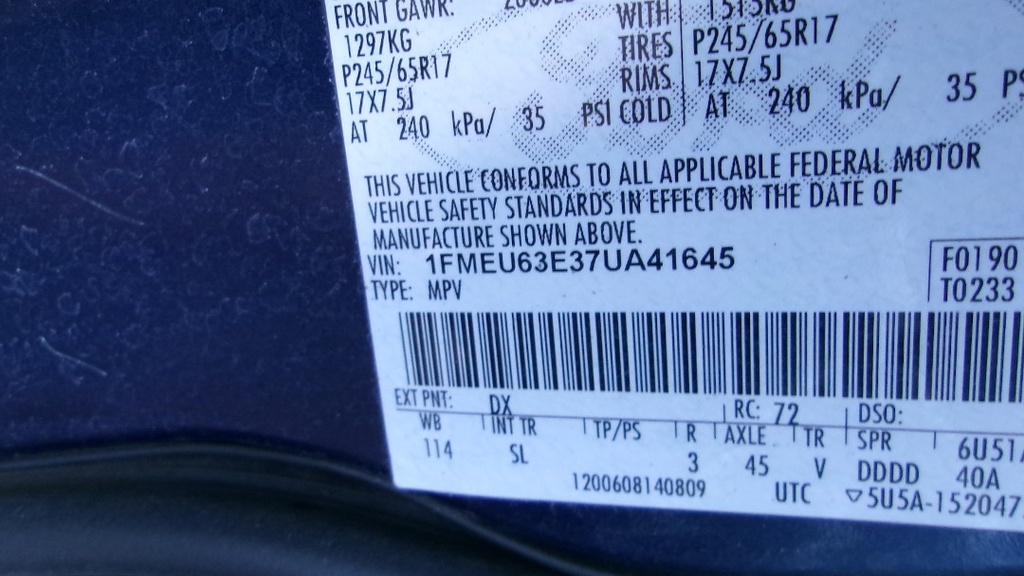 FRONT GAWR:
1297KG
P245/65R17
17X7.5J
AT 240 kPa/ 35 PSI COLD
WITH 1515KG
TIRES P245/65R17
RIMS 17X7.5J
AT 240 kPa/ 35
THIS VEHICLE CONFORMS TO ALL APPLICABLE FEDERAL MOTOR
VEHICLE SAFETY STANDARDS IN EFFECT ON THE DATE OF
MANUFACTURE SHOWN ABOVE.
VIN: 1FMEU63E37UA41645
F0190
TYPE: MPV
T0233
EXT PNT: DX RC: 72 DSO:
WB INT TR TP/PS R AXLE TR SPR 6U51
114 SL 3 45 V DDDD 40A
1200608140809 UTC ▽5U5A-152047